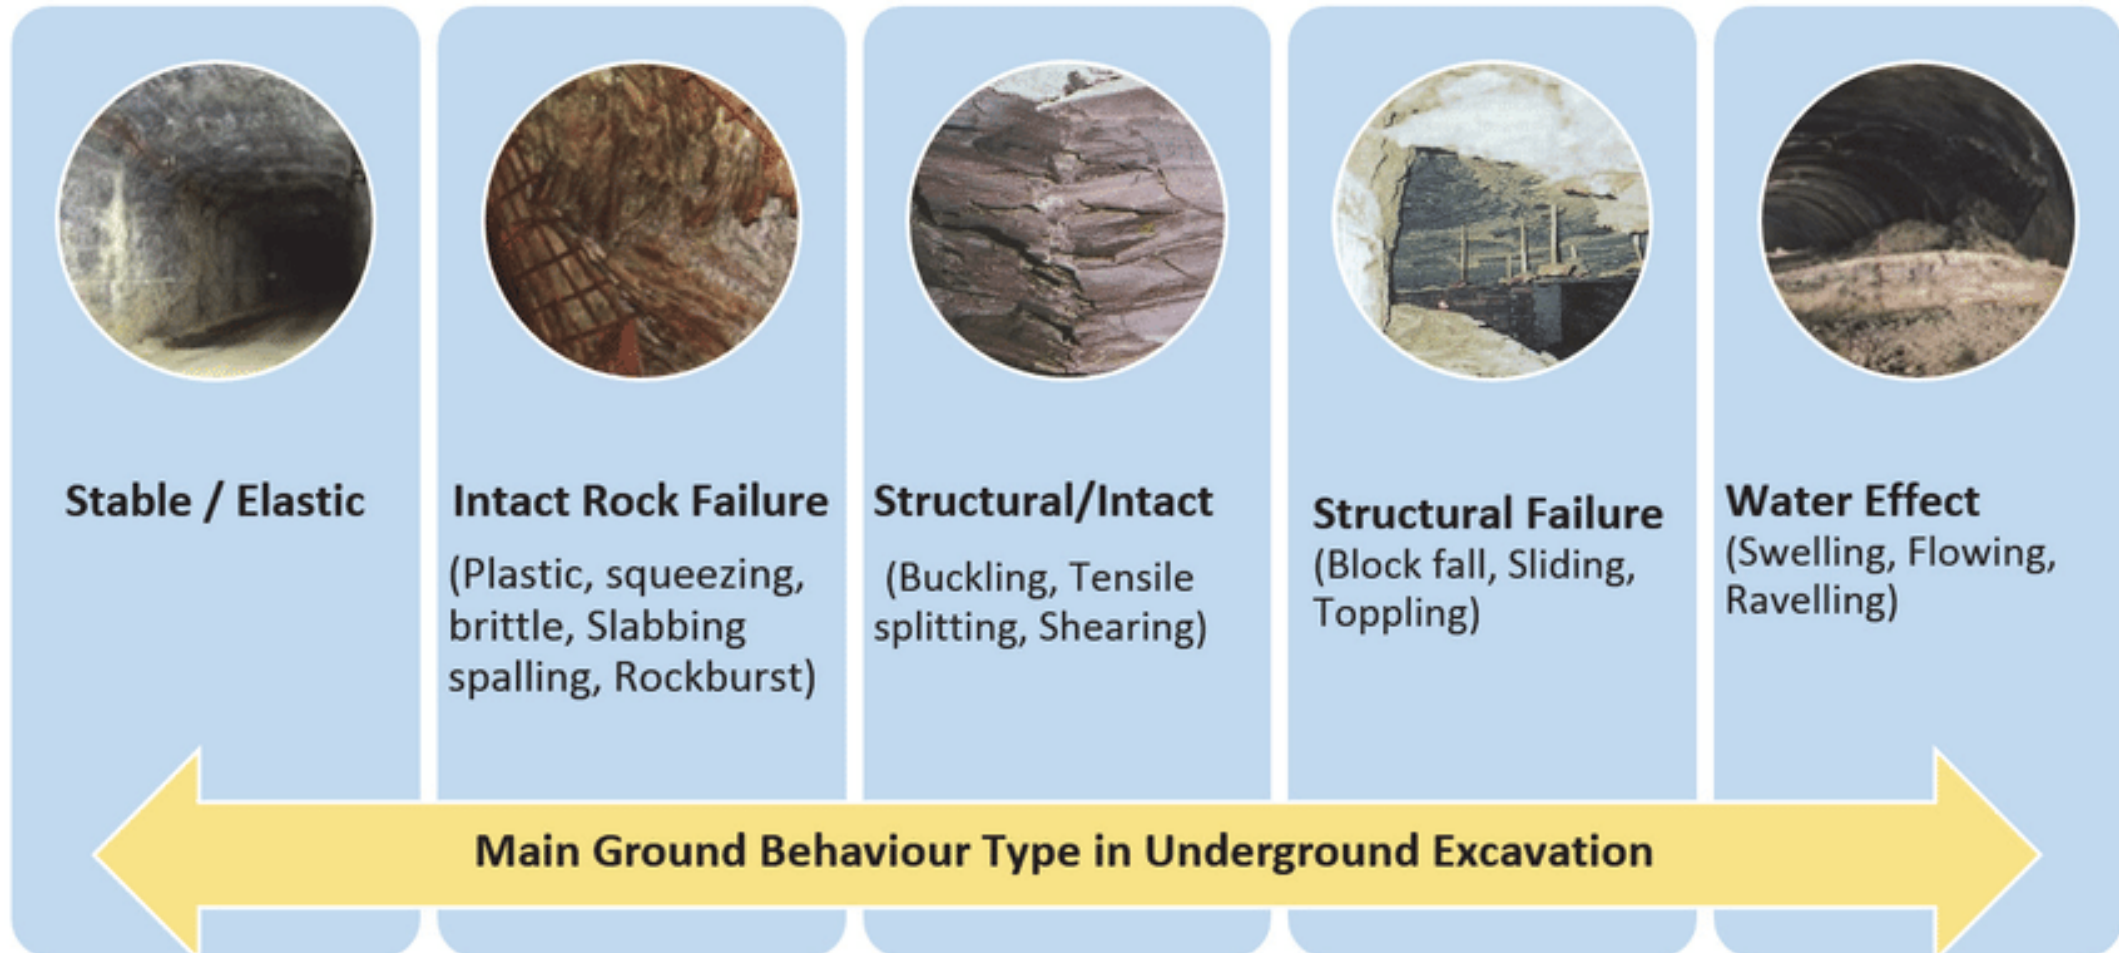 Stable / Elastic
Intact Rock Failure
(Plastic, squeezing,
brittle, Slabbing
spalling, Rockburst)
Structural/Intact
(Buckling, Tensile
splitting, Shearing)
Structural Failure
(Block fall, Sliding,
Toppling)
Water Effect
(Swelling, Flowing,
Ravelling)
Main Ground Behaviour Type in Underground Excavation